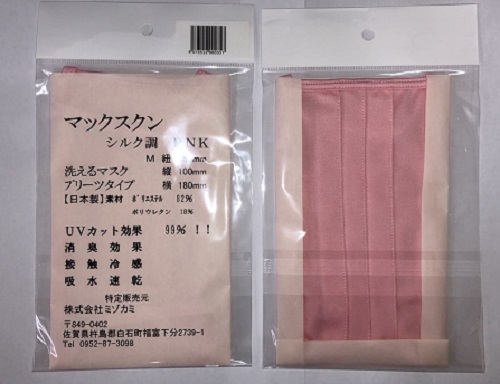 マックスクン
シルク調 PINK
M 紐
洗えるマスク 縦 100mm
プリーツタイプ 横 180mm
【日本製】素材 ポリエステル 82%
ポリウレタン 18%
UVカット効果 99%!!
消臭効果
接触冷感
吸水速乾
特定販売元
株式会社ミゾカミ
〒849-0402
佐賀県杵島郡白石町福富下分2739-1
Tel 0952-87-3098